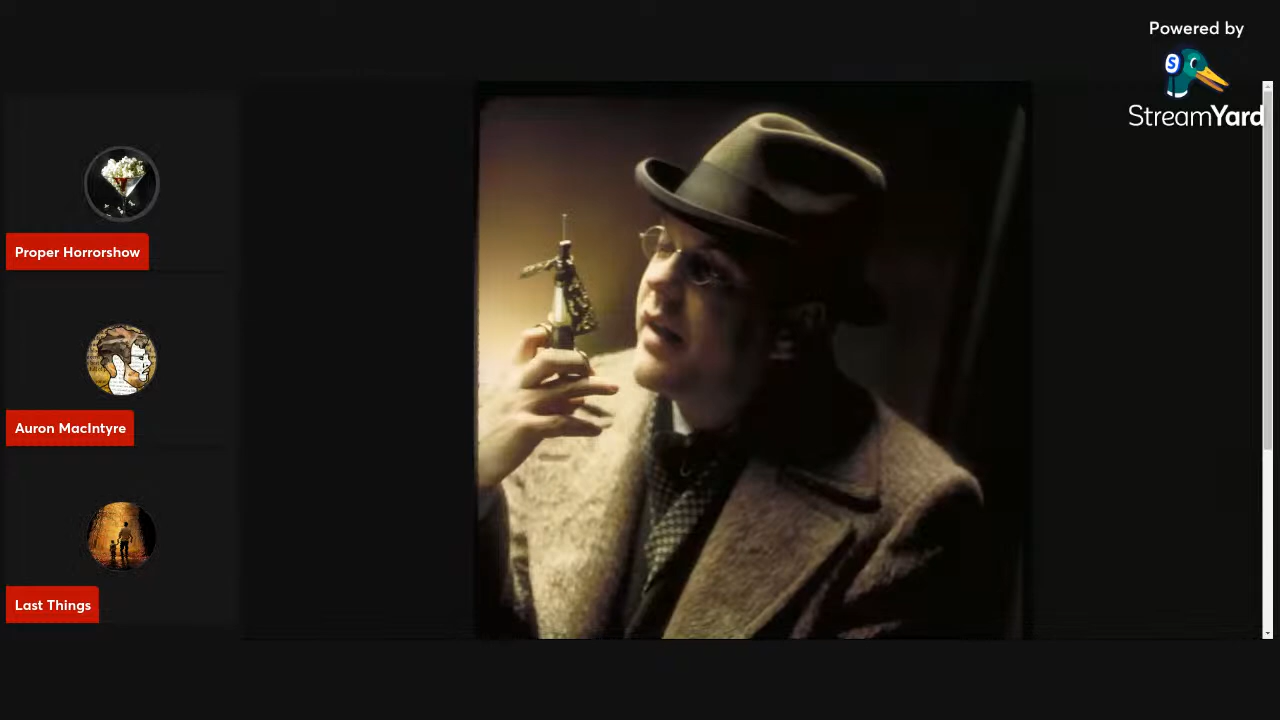 Powered by
StreamYard
Proper Horrorshow
Auron MacIntyre
Last Things